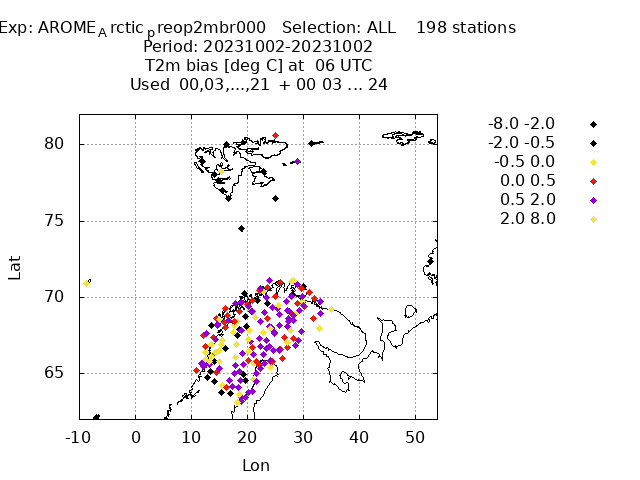 Exp: AROME_Arctic_preop2mbr000 Selection: ALL 198 stations
Period: 20231002-20231002
T2m bias [deg C] at 06 UTC
Used 00,03,...,21 + 00 03 ... 24
-8.0 -2.0
-2.0 -0.5
-0.5 0.0
0.0 0.5
0.5 2.0
2.0 8.0
80
75
70
65
Lat
-10 0 10 20 30 40 50
Lon